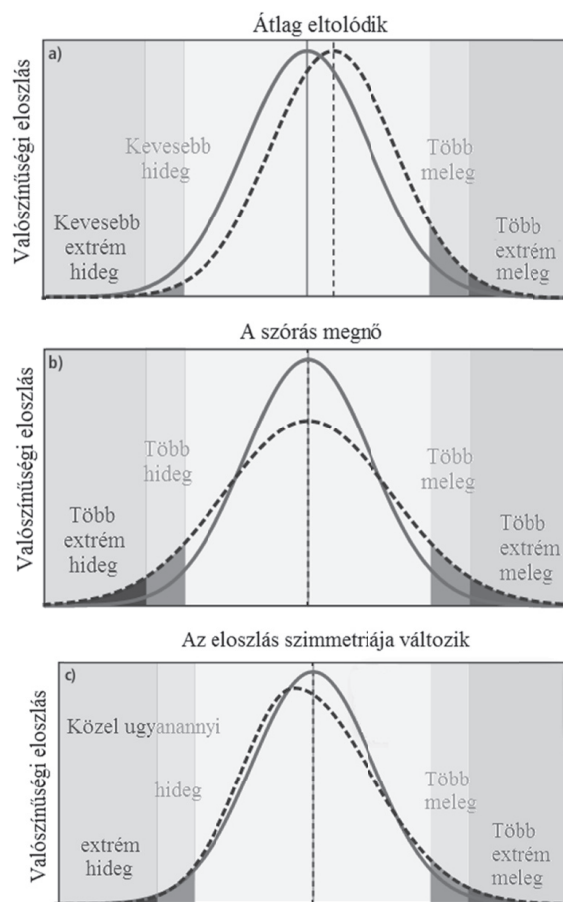 Átlag eltolódik
a)
Valószínűségi eloszlás
Kevesebb
hideg
Kevesebb
extrém
hideg
Több
meleg
Több
extrém
meleg
A szórás megnő
b)
Valószínűségi eloszlás
Több
hideg
Több
extrém
hideg
Több
meleg
Több
extrém
meleg
Az eloszlás szimmetriája változik
c)
Valószínűségi eloszlás
Közel ugyanannyi
hideg
extrém
hideg
Több
meleg
Több
extrém
meleg